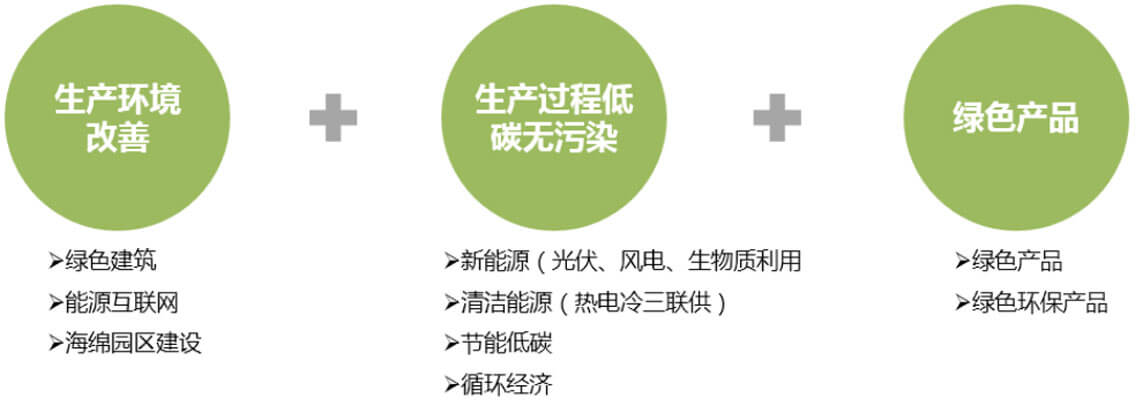 生产环境
改善
生产过程低
碳无污染
绿色产品
➢绿色建筑
➢能源互联网
➢海绵园区建设
➢新能源（光伏、风电、生物质利用
➢清洁能源（热电冷三联供）
➢节能低碳
➢循环经济
➢绿色产品
➢绿色环保产品